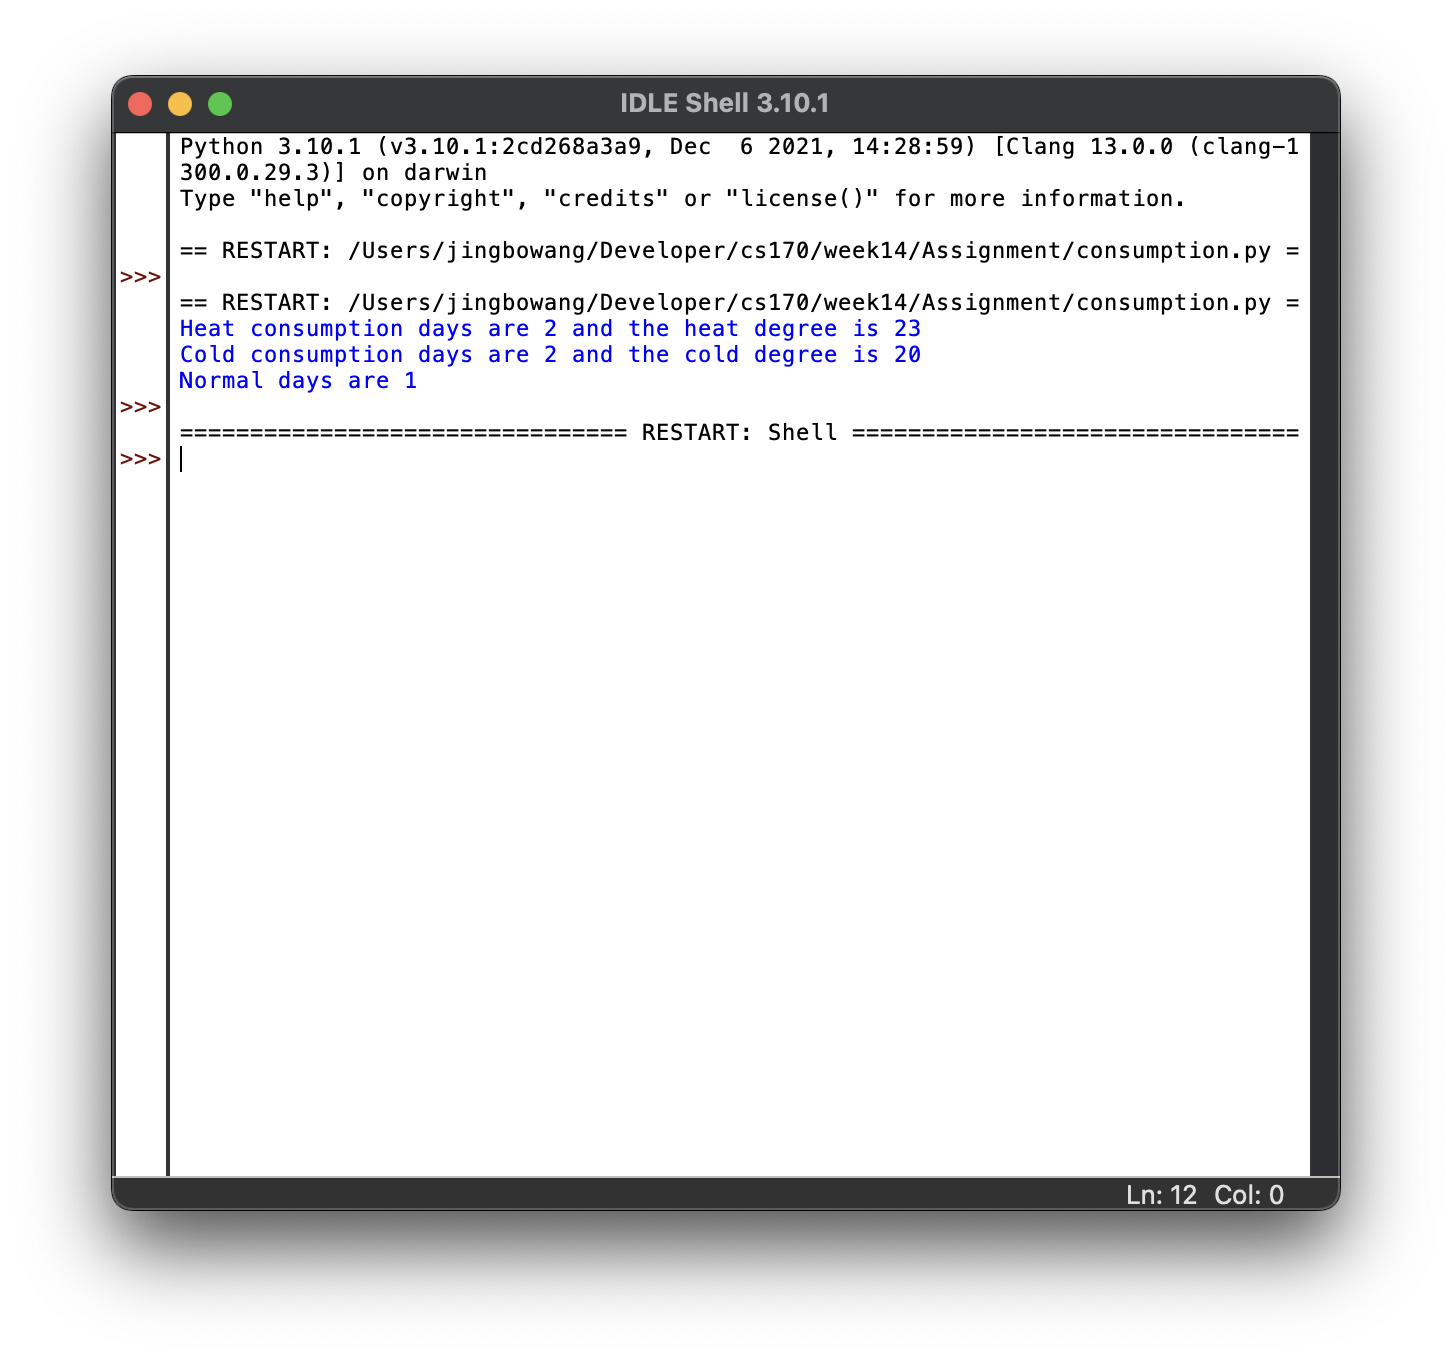 IDLE Shell 3.10.1
Python 3.10.1 (v3.10.1:2cd268a3a9, Dec  6 2021, 14:28:59) [Clang 13.0.0 (clang-1
300.0.29.3)] on darwin
Type "help", "copyright", "credits" or "license()" for more information.
== RESTART: /Users/jingbowang/Developer/cs170/week14/Assignment/consumption.py =
>>>
== RESTART: /Users/jingbowang/Developer/cs170/week14/Assignment/consumption.py =
Heat consumption days are 2 and the heat degree is 23
Cold consumption days are 2 and the cold degree is 20
Normal days are 1
>>>
================================ RESTART: Shell ================================
>>>
Ln: 12  Col: 0